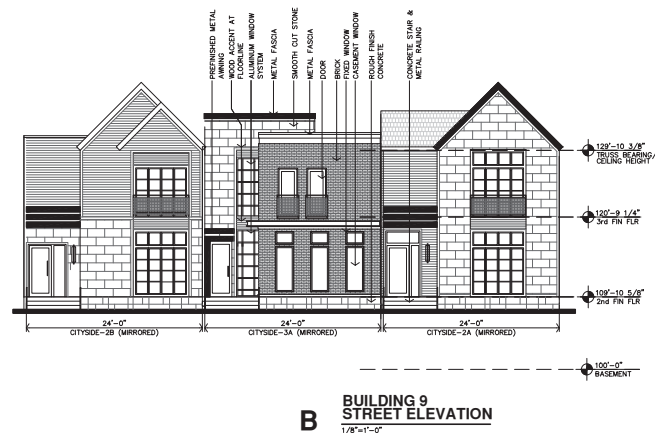 PREFINISHED METAL
AWNING
WOOD ACCENT AT
FLOORLINE
ALUMINUM WINDOW
SYSTEM
METAL FASCIA
SMOOTH CUT STONE
METAL FASCIA
DOOR
BRICK
FIXED WINDOW
CASEMENT WINDOW
ROUGH FINISH
CONCRETE
CONCRETE STAIR &
METAL RAILING
129'-10 3/8"
TRUSS BEARING/
CEILING HEIGHT
120'-9 1/4"
3rd FIN FLR
109'-10 5/8"
2nd FIN FLR
24'-0"
CITYSIDE-2B (MIRRORED)
24'-0"
CITYSIDE-3A (MIRRORED)
24'-0"
CITYSIDE-2A (MIRRORED)
100'-0"
BASEMENT
B
BUILDING 9
STREET ELEVATION
1/8"=1'-0"